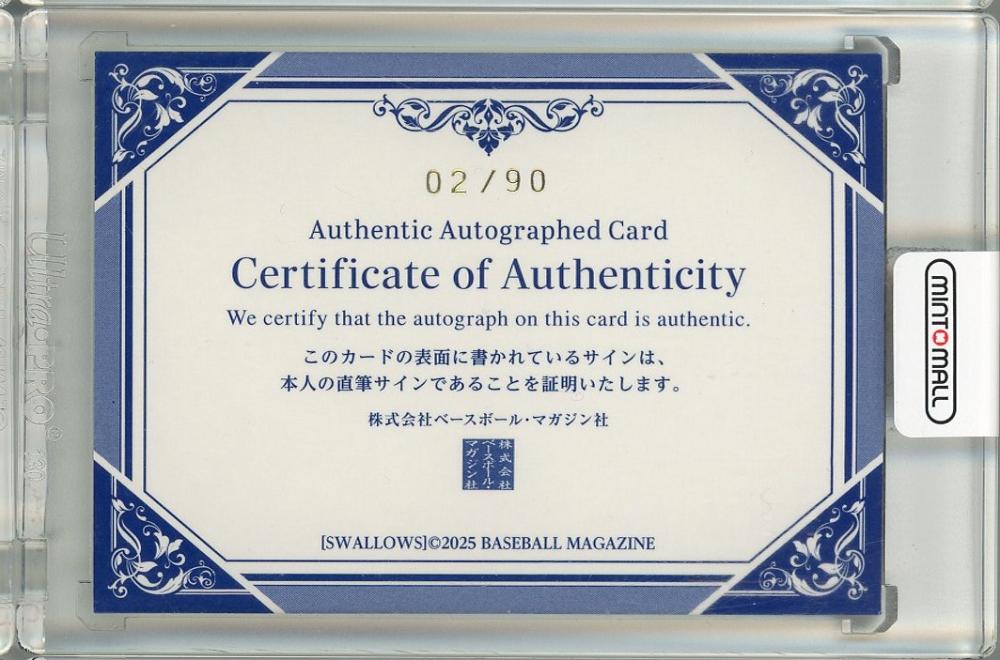 02/90
Authentic Autographed Card
Certificate of Authenticity
We certify that the autograph on this card is authentic.
このカードの表面に書かれているサインは、
本人の直筆サインであることを証明いたします。
株式会社ベースボール・マガジン社
株式会社
ベースボール・
マガジン社
[SWALLOWS]©2025 BASEBALL MAGAZINE
MINTOMALL
Ultra PRO